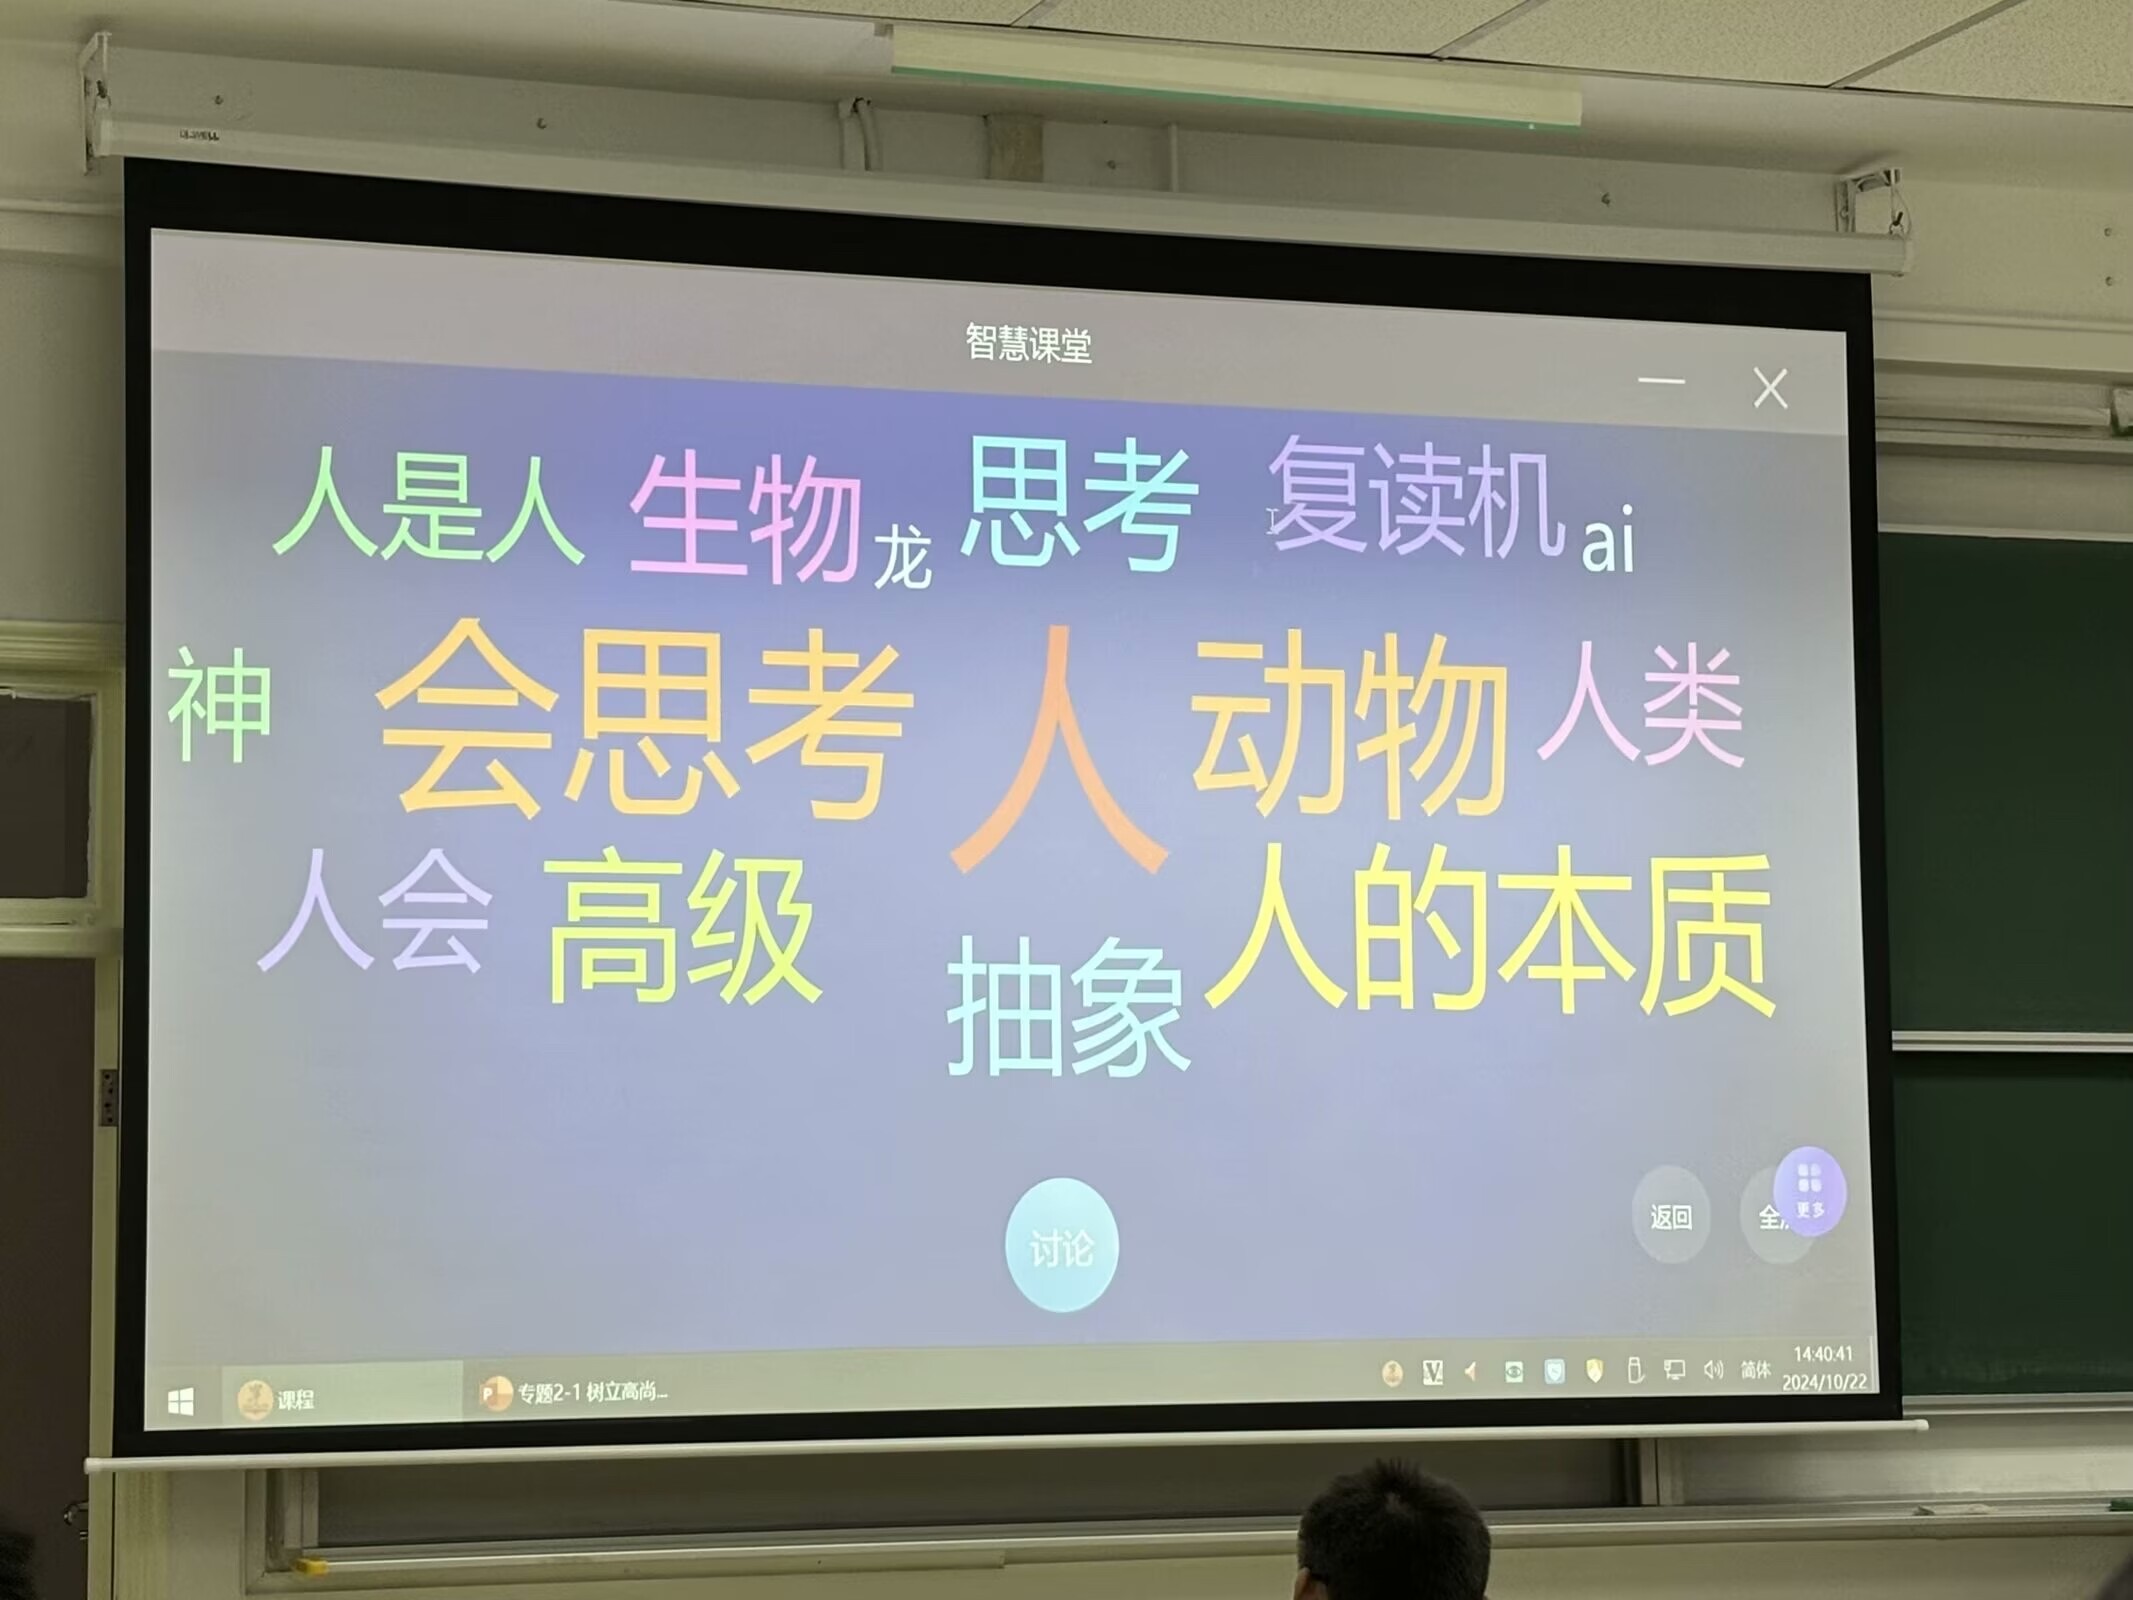 智慧课堂
人是人 生物 龙 思考 复读机 ai
神 会思考 人 动物 人类
人会 高级 抽象 人的本质
讨论
返回 更多
课程 专题2-1 树立高尚... 简体 14:40:41
2024/10/22